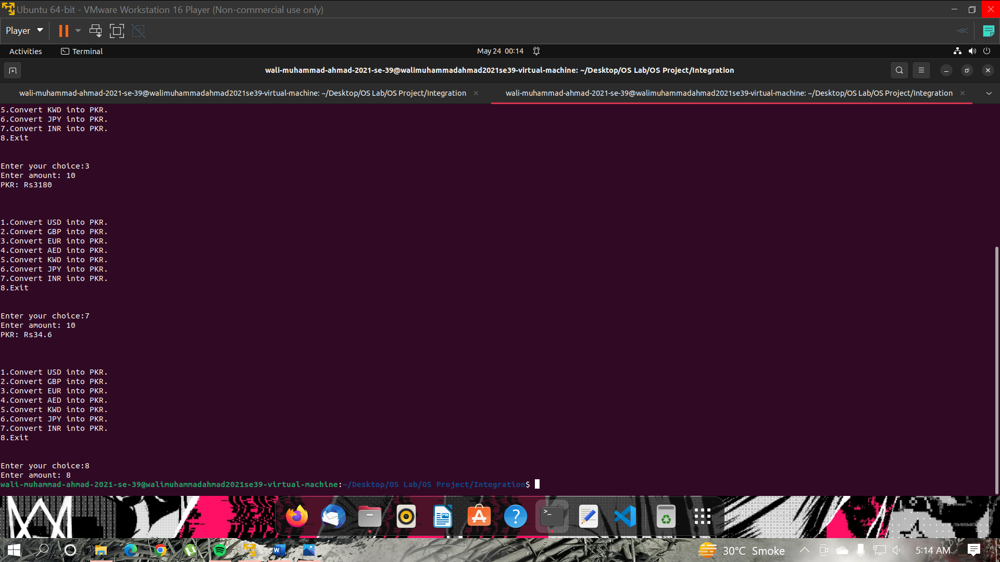 Ubuntu 64-bit - VMware Workstation 16 Player (Non-commercial use only)
Player
Activities
Terminal
May 24 00:14
wali-muhammad-ahmad-2021-se-39@walimuhammadahmad2021se39-virtual-machine: ~/Desktop/OS Lab/OS Project/Integration
wali-muhammad-ahmad-2021-se-39@walimuhammadahmad2021se39-virtual-machine: ~/Desktop/OS Lab/OS Project/Integration
wali-muhammad-ahmad-2021-se-39@walimuhammadahmad2021se39-virtual-machine: ~/Desktop/OS Lab/OS Project/Integration
5.Convert KWD into PKR.
6.Convert JPY into PKR.
7.Convert INR into PKR.
8.Exit
Enter your choice:3
Enter amount: 10
PKR: Rs3180
1.Convert USD into PKR.
2.Convert GBP into PKR.
3.Convert EUR into PKR.
4.Convert AED into PKR.
5.Convert KWD into PKR.
6.Convert JPY into PKR.
7.Convert INR into PKR.
8.Exit
Enter your choice:7
Enter amount: 10
PKR: Rs34.6
1.Convert USD into PKR.
2.Convert GBP into PKR.
3.Convert EUR into PKR.
4.Convert AED into PKR.
5.Convert KWD into PKR.
6.Convert JPY into PKR.
7.Convert INR into PKR.
8.Exit
Enter your choice:8
Enter amount: 8
wali-muhammad-ahmad-2021-se-39@walimuhammadahmad2021se39-virtual-machine:~/Desktop/OS Lab/OS Project/Integration$
30°C Smoke
5:14 AM